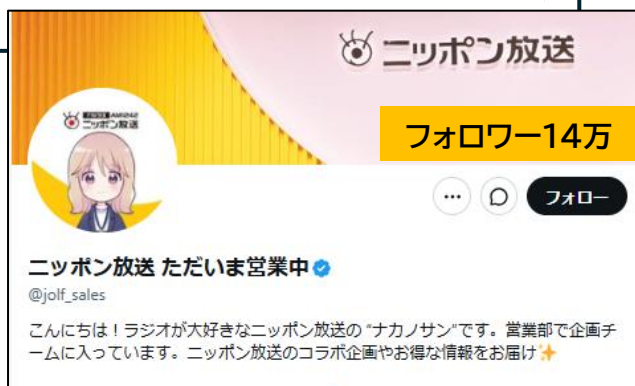 ニッポン放送
フォロワー14万
ニッポン放送
フォロー
ニッポン放送 ただいま営業中
@jolf_sales
こんにちは!ラジオが大好きなニッポン放送の “ナカノサン”です。営業部で企画チ
ームに入っています。ニッポン放送のコラボ企画やお得な情報をお届け✨